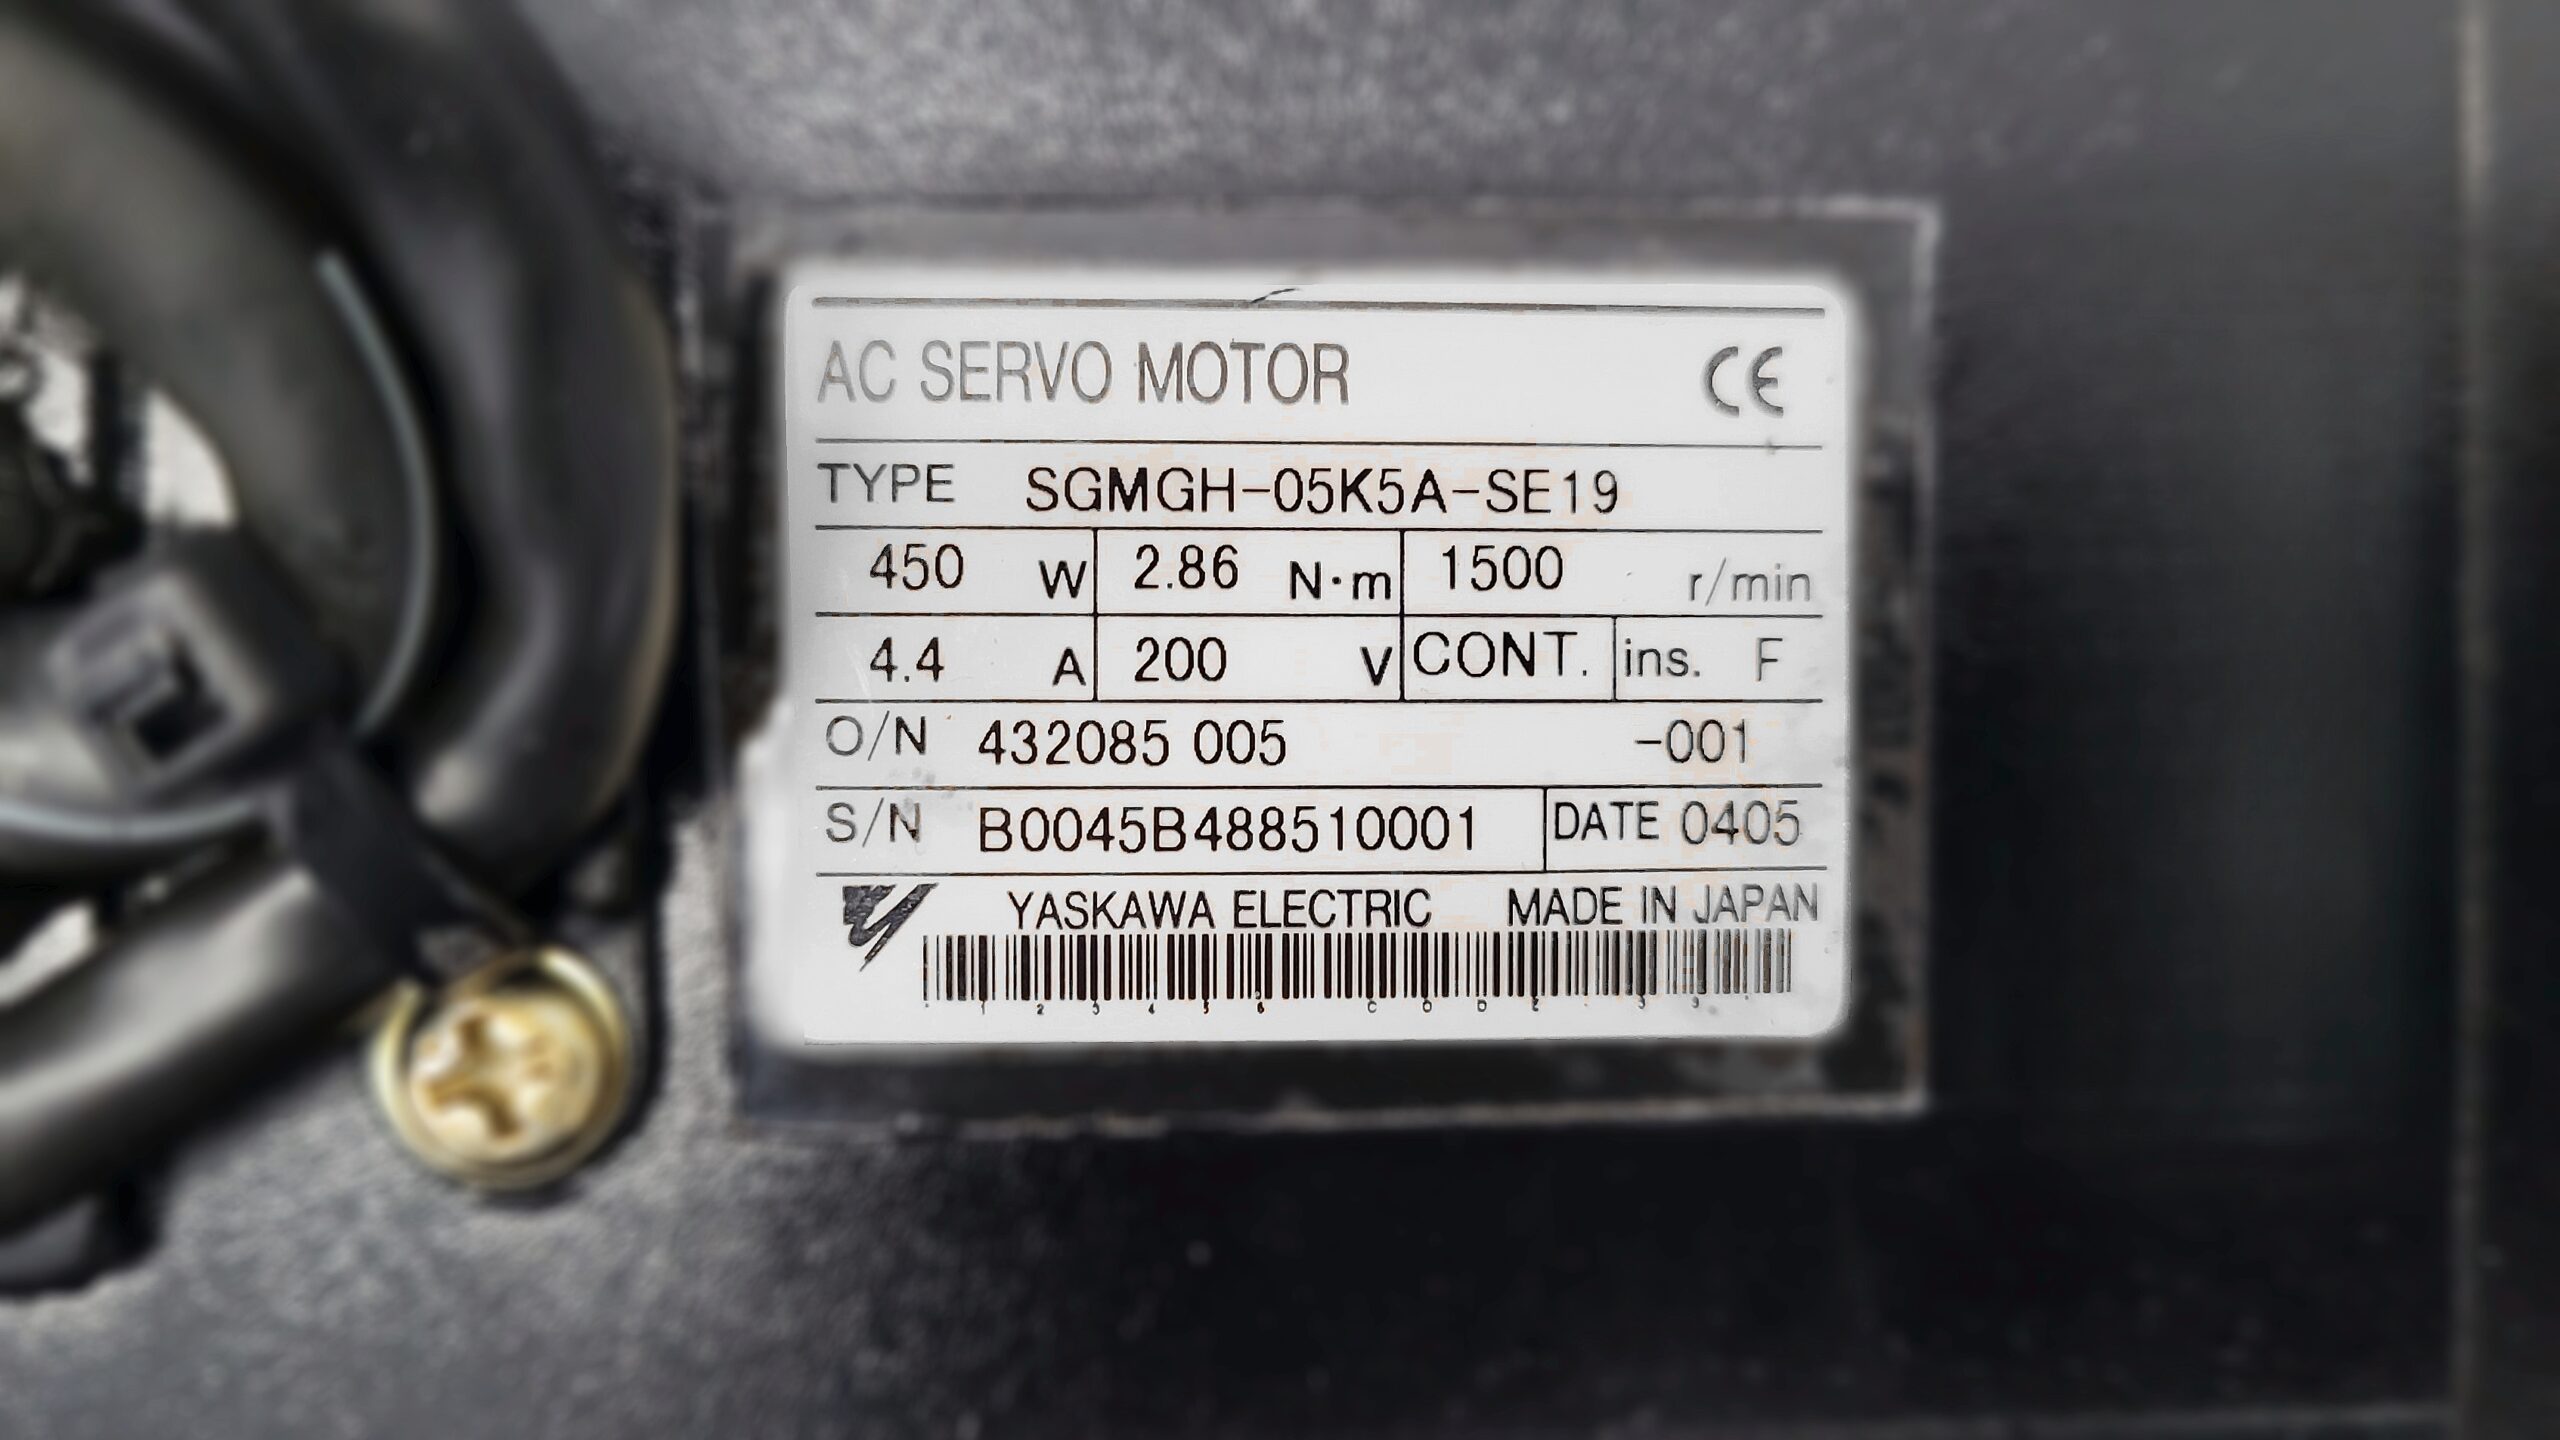 AC SERVO MOTOR CE
TYPE SGMGH-05K5A-SE19
450 W 2.86 N·m 1500 r/min
4.4 A 200 V CONT. ins. F
O/N 432085 005 -001
S/N B0045B488510001 DATE 0405
YASKAWA ELECTRIC MADE IN JAPAN